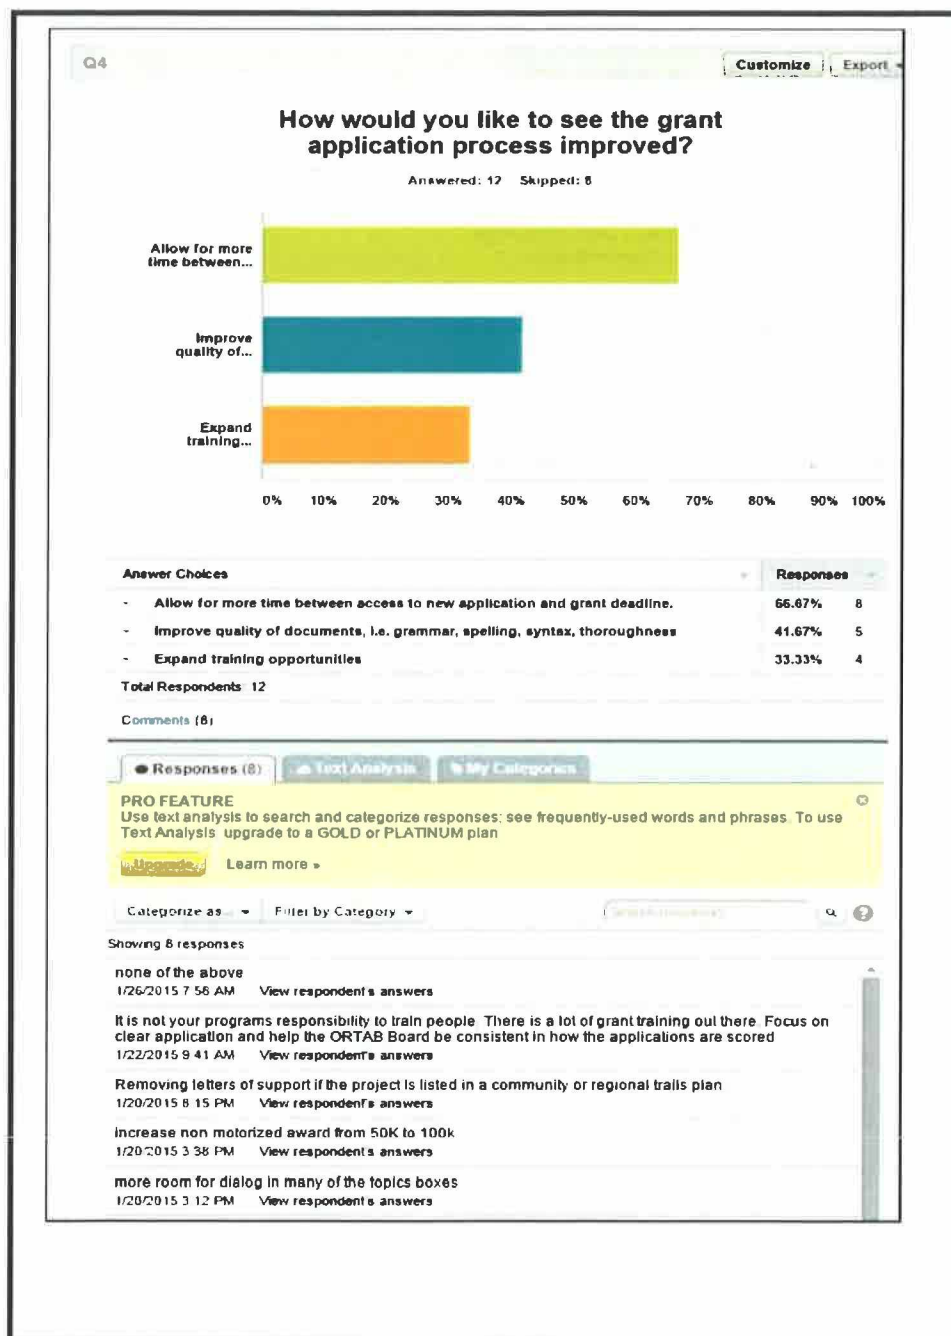 Q4
Customize
Export
How would you like to see the grant
application process improved?
Answered: 12 Skipped: 8
Allow for more
time between...
Improve
quality of...
Expand
training...
0% 10% 20% 30% 40% 50% 60% 70% 80% 90% 100%
Answer Choices Responses
- Allow for more time between access to new application and grant deadline. 66.67% 8
- Improve quality of documents, i.e. grammar, spelling, syntax, thoroughness 41.67% 5
- Expand training opportunities 33.33% 4
Total Respondents 12
Comments (8)
Responses (8) Text Analysis My Categories
PRO FEATURE
Use text analysis to search and categorize responses; see frequently-used words and phrases. To use
Text Analysis upgrade to a GOLD or PLATINUM plan
Upgrade Learn more »
Categorize as... Filter by Category
Showing 8 responses
none of the above
1/26/2015 7 56 AM View respondent's answers
It is not your programs responsibility to train people There is a lot of grant training out there Focus on
clear application and help the ORTAB Board be consistent in how the applications are scored
1/22/2015 9 41 AM View respondent's answers
Removing letters of support if the project is listed in a community or regional trails plan
1/20/2015 8 15 PM View respondent's answers
increase non motorized award from 50K to 100k
1/20/2015 3 38 PM View respondent's answers
more room for dialog in many of the topics boxes
1/20/2015 3 12 PM View respondent's answers